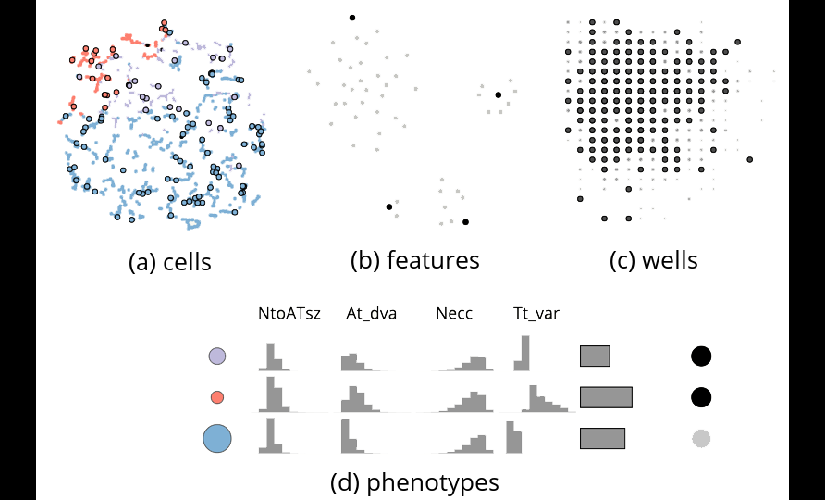 (a) cells
(b) features
(c) wells
NtoATsz
At_dva
Necc
Tt_var
(d) phenotypes